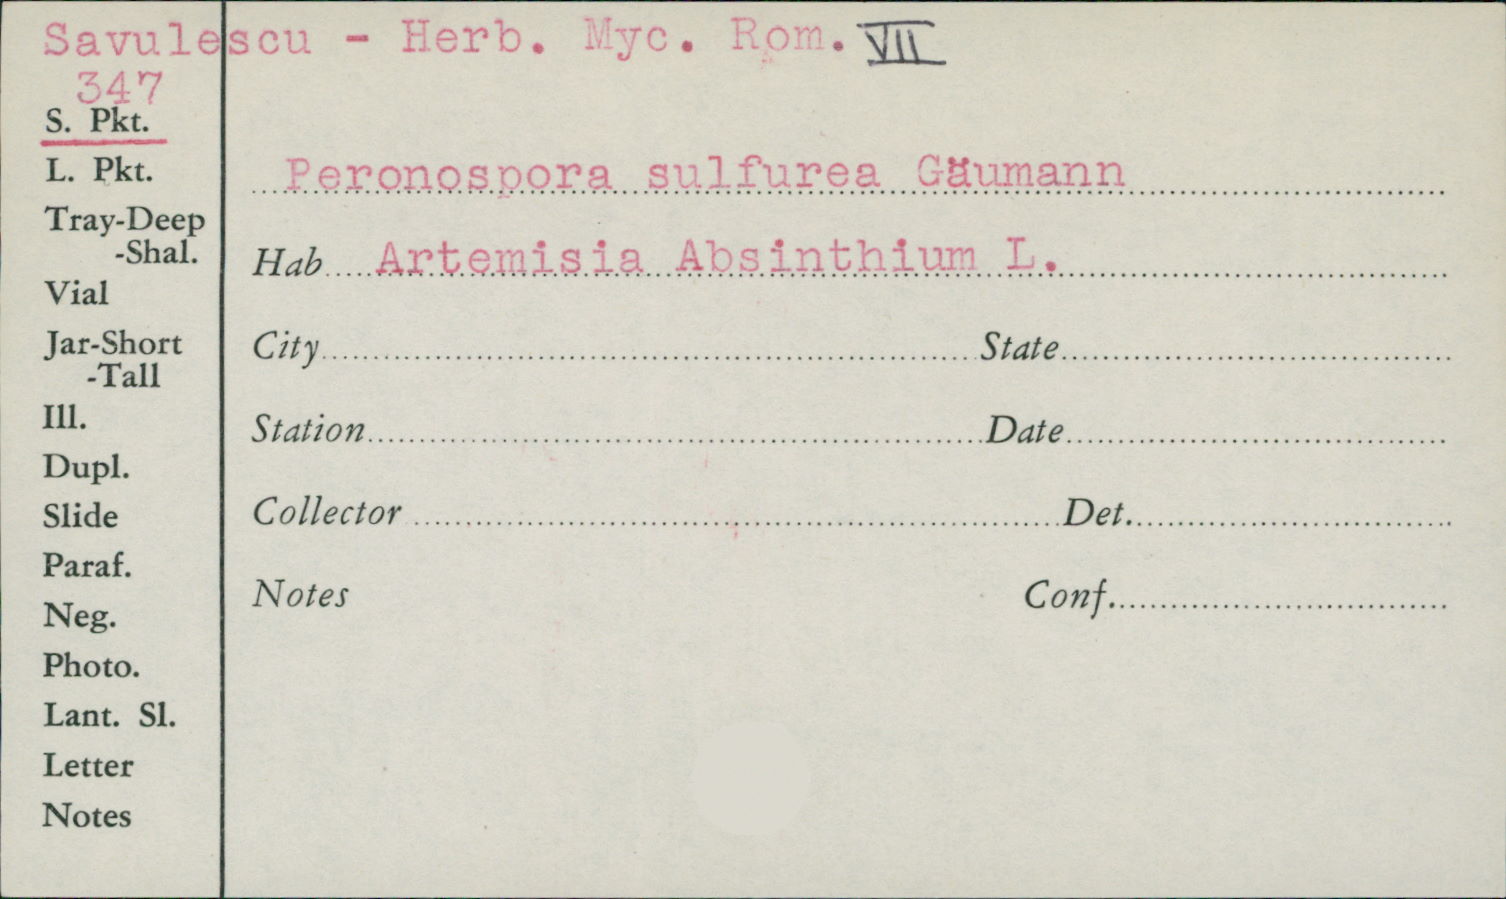 Savulescu - Herb. Myc. Rom. VII
347
S. Pkt.
L. Pkt.
Tray-Deep
-Shal.
Vial
Jar-Short
-Tall
Ill.
Dupl.
Slide
Paraf.
Neg.
Photo.
Lant. Sl.
Letter
Notes
Peronospora sulfurea Gäumann
Hab Artemisia Absinthium L.
City State
Station Date
Collector Det.
Notes Conf.